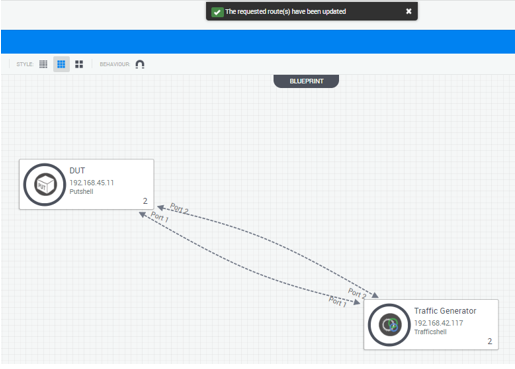 The requested route(s) have been updated
STYLE:
BEHAVIOUR:
BLUEPRINT
DUT
192.168.45.11
Putshell
2
Port 2
Port 1
Port 2
Port 1
Traffic Generator
192.168.42.117
Trafficshell
2